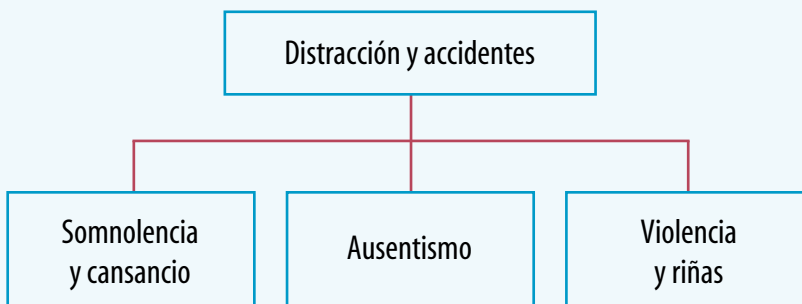 Distracción y accidentes
Somnolencia
y cansancio
Ausentismo
Violencia
y riñas